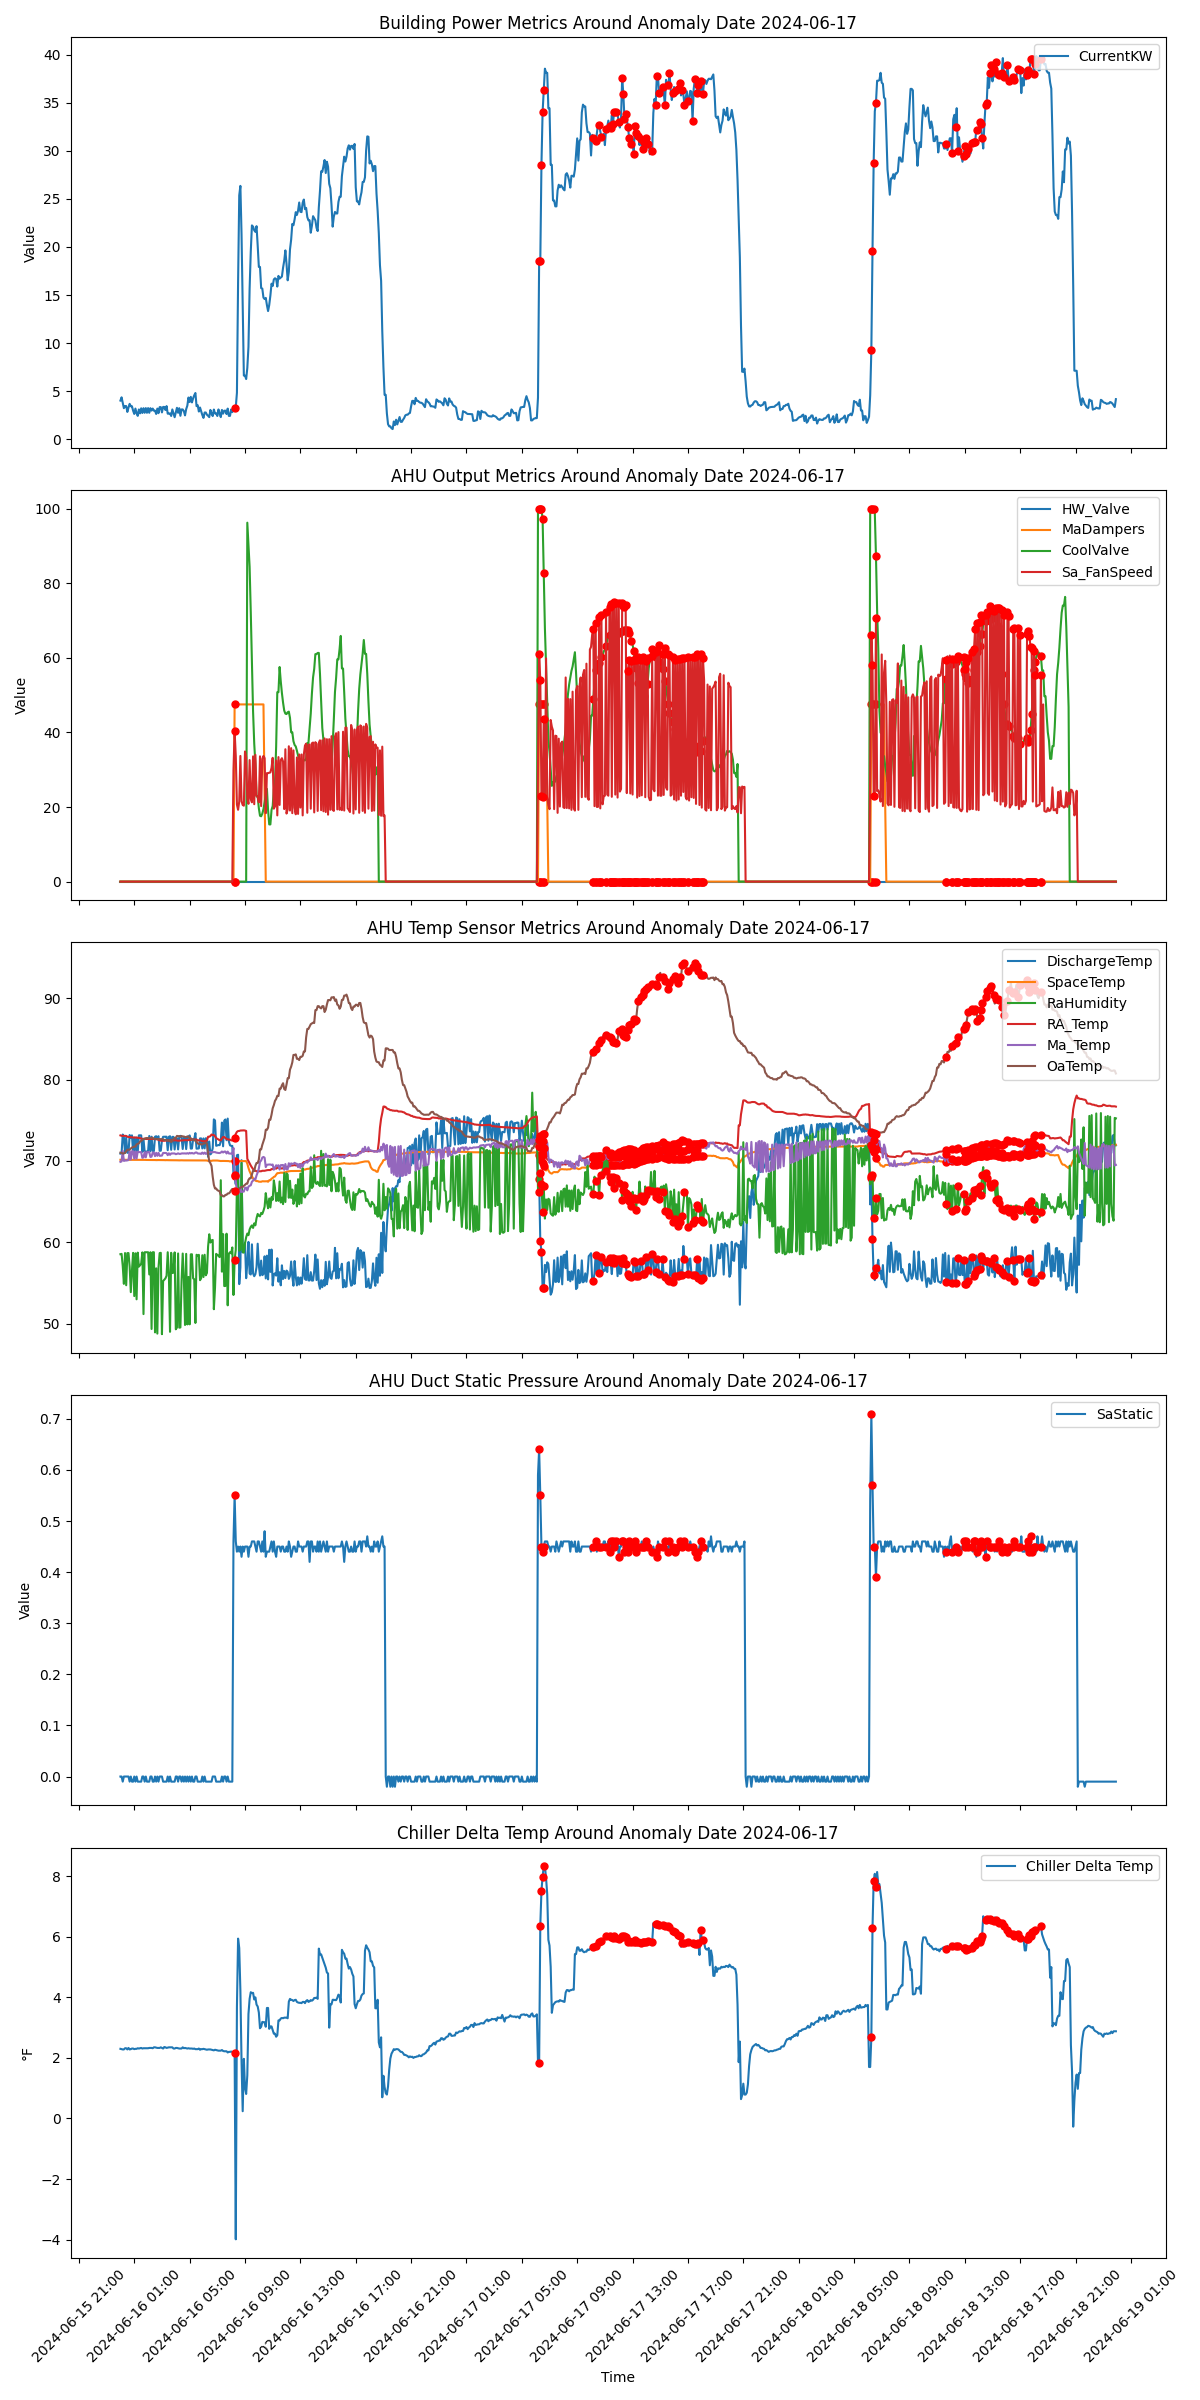 Building Power Metrics Around Anomaly Date 2024-06-17
CurrentKW
40
35
30
25
20
15
10
5
0
Value
AHU Output Metrics Around Anomaly Date 2024-06-17
HW_Valve
MaDampers
CoolValve
Sa_FanSpeed
100
80
60
40
20
0
Value
AHU Temp Sensor Metrics Around Anomaly Date 2024-06-17
DischargeTemp
SpaceTemp
RaHumidity
RA_Temp
Ma_Temp
OaTemp
90
80
70
60
50
Value
AHU Duct Static Pressure Around Anomaly Date 2024-06-17
SaStatic
0.7
0.6
0.5
0.4
0.3
0.2
0.1
0.0
Value
Chiller Delta Temp Around Anomaly Date 2024-06-17
Chiller Delta Temp
8
6
4
2
0
−2
−4
°F
2024-06-15 21:00
2024-06-16 01:00
2024-06-16 05:00
2024-06-16 09:00
2024-06-16 13:00
2024-06-16 17:00
2024-06-16 21:00
2024-06-17 01:00
2024-06-17 05:00
2024-06-17 09:00
2024-06-17 13:00
2024-06-17 17:00
2024-06-17 21:00
2024-06-18 01:00
2024-06-18 05:00
2024-06-18 09:00
2024-06-18 13:00
2024-06-18 17:00
2024-06-18 21:00
2024-06-19 01:00
Time